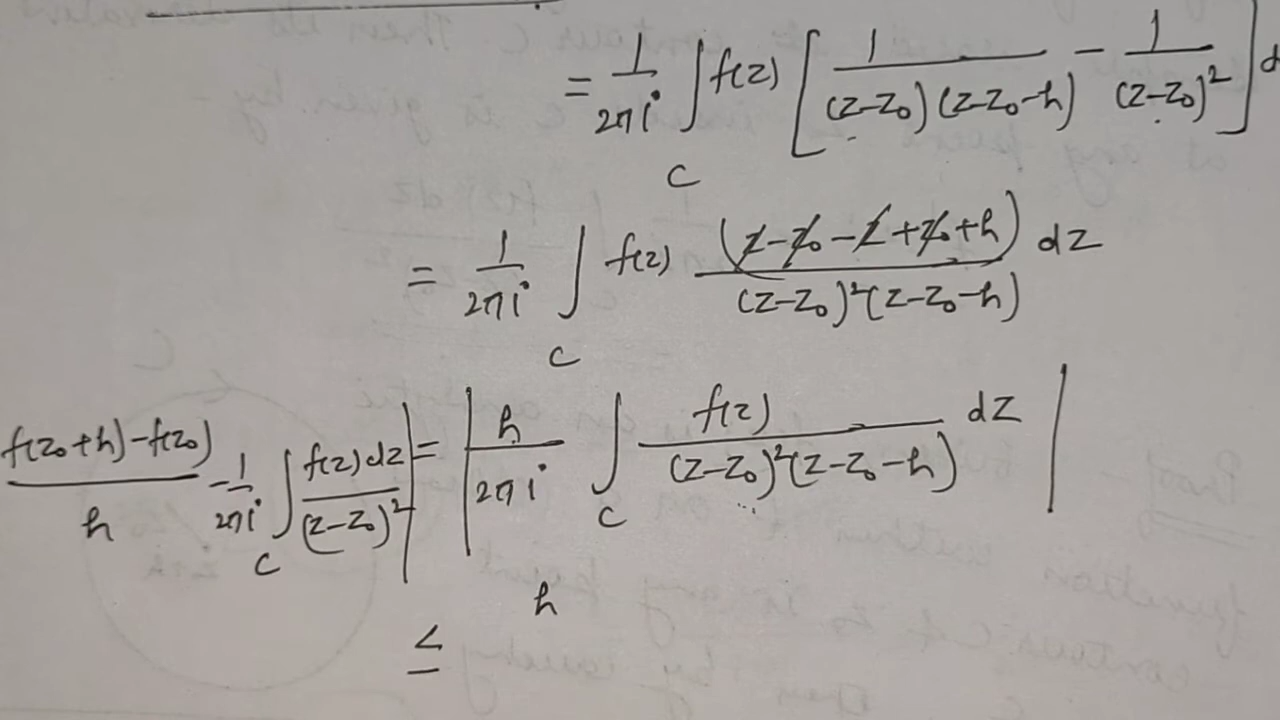 = 1/2πi ∫_C f(z) [ 1/(z-z₀)(z-z₀-h) - 1/(z-z₀)² ] d
= 1/2πi ∫_C f(z) (z-z₀-z+z₀+h)/(z-z₀)²(z-z₀-h) dz
f(z₀+h)-f(z₀)/h - 1/2πi ∫_C f(z)dz/(z-z₀)² | = | h/2πi ∫_C f(z)/(z-z₀)²(z-z₀-h) dz |
≤ h